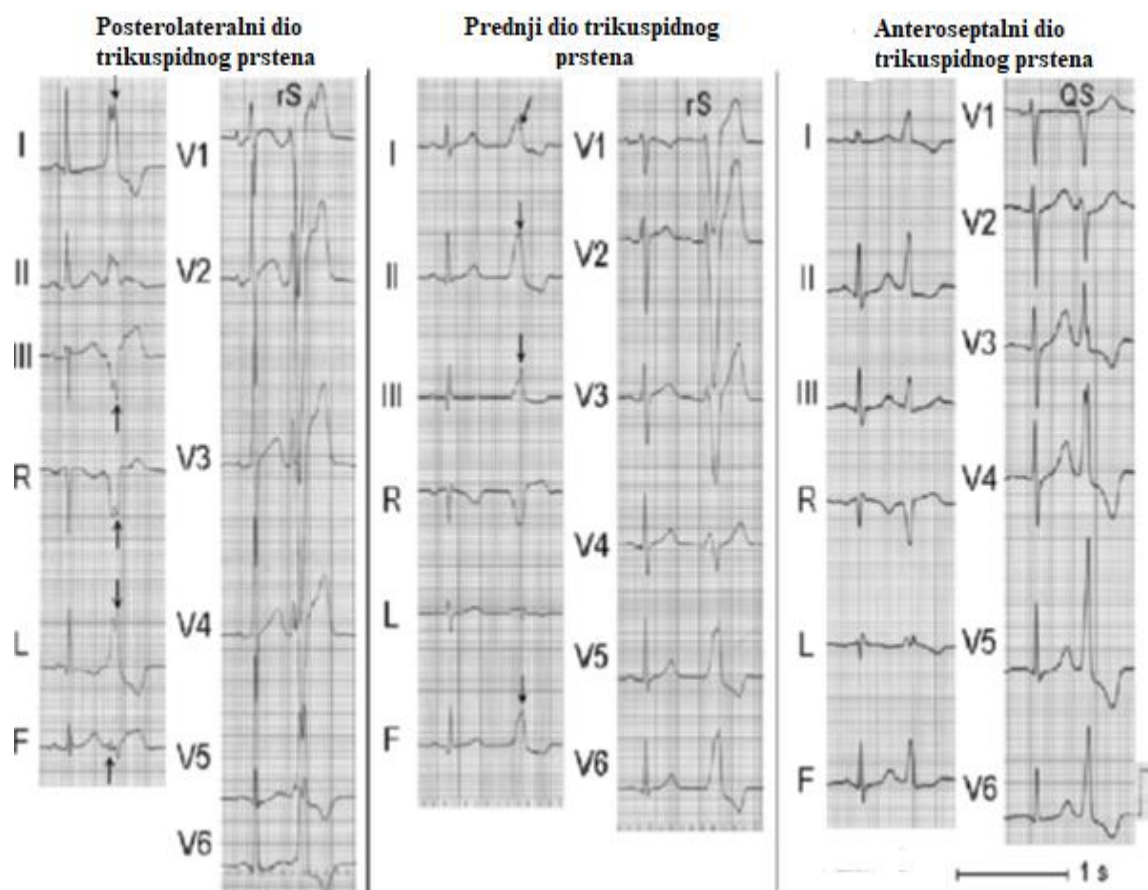 Posterolateralni dio
trikuspidnog prstena
I
II
III
R
L
F
rS
V1
V2
V3
V4
V5
V6
Prednji dio trikuspidnog
prstena
I
II
III
R
L
F
rS
V1
V2
V3
V4
V5
V6
Anteroseptalni dio
trikuspidnog prstena
I
II
III
R
L
F
QS
V1
V2
V3
V4
V5
V6
1 s